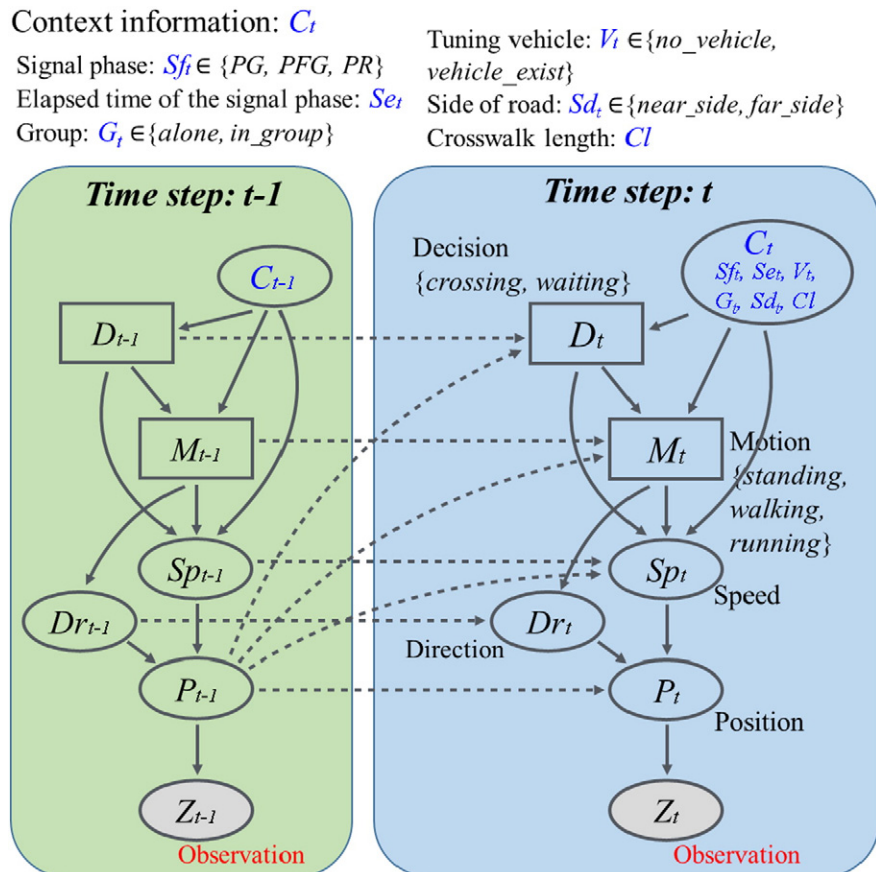 Context information: Cₜ
Signal phase: Sfₜ ∈ {PG, PFG, PR}
Elapsed time of the signal phase: Seₜ
Group: Gₜ ∈{alone, in_group}
Tuning vehicle: Vₜ ∈{no_vehicle,
vehicle_exist}
Side of road: Sdₜ ∈{near_side, far_side}
Crosswalk length: Cl
Time step: t-1
Cₜ₋₁
Dₜ₋₁
Mₜ₋₁
Spₜ₋₁
Drₜ₋₁
Pₜ₋₁
Zₜ₋₁
Observation
Time step: t
Decision
{crossing, waiting}
Cₜ
Sfₜ, Seₜ, Vₜ,
Gₜ, Sdₜ, Cl
Dₜ
Mₜ
Motion
{standing,
walking,
running}
Spₜ
Speed
Drₜ
Direction
Pₜ
Position
Zₜ
Observation